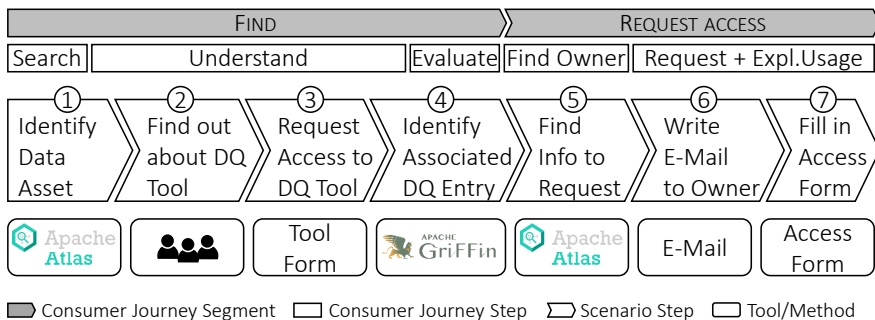 FIND
REQUEST ACCESS
Search
Understand
Evaluate
Find Owner
Request + Expl.Usage
1
Identify
Data
Asset
2
Find out
about DQ
Tool
3
Request
Access to
DQ Tool
4
Identify
Associated
DQ Entry
5
Find
Info to
Request
6
Write
E-Mail
to Owner
7
Fill in
Access
Form
Apache
Atlas
Tool
Form
APACHE
GriFFin
Apache
Atlas
E-Mail
Access
Form
Consumer Journey Segment
Consumer Journey Step
Scenario Step
Tool/Method